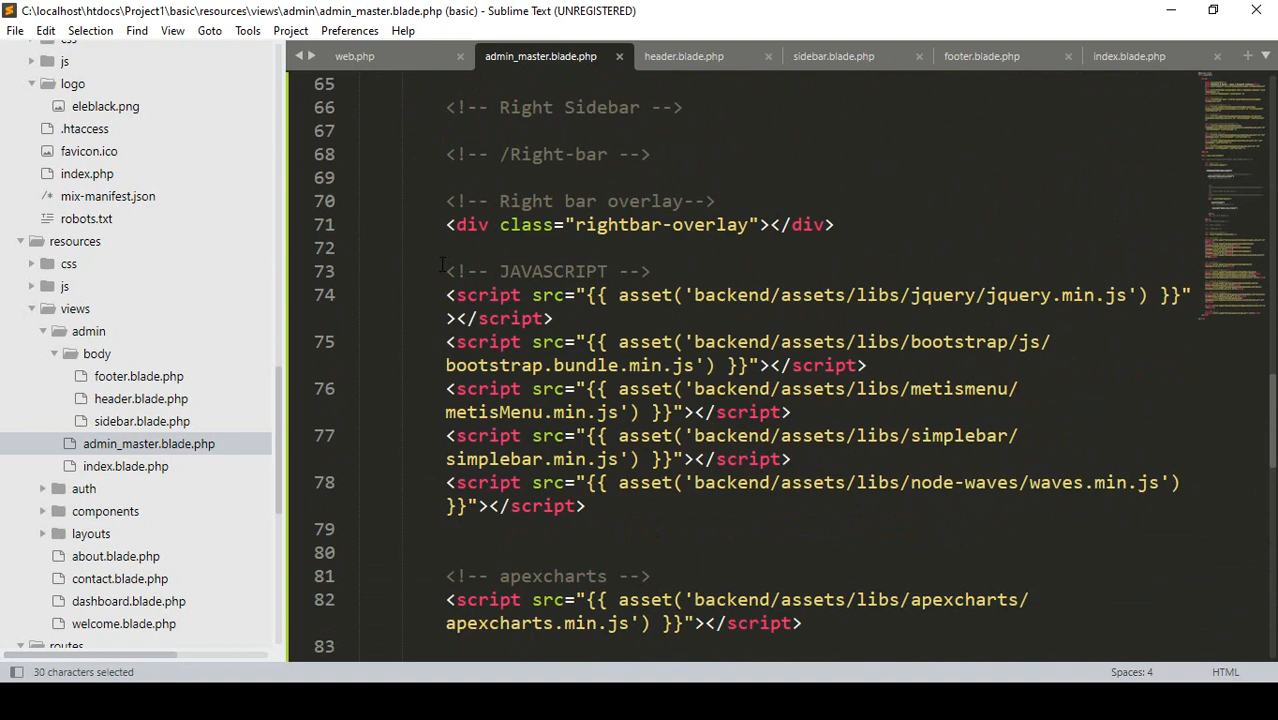 C:\localhost\htdocs\Project1\basic\resources\views\admin\admin_master.blade.php (basic) - Sublime Text (UNREGISTERED)
File Edit Selection Find View Goto Tools Project Preferences Help
web.php admin_master.blade.php header.blade.php sidebar.blade.php footer.blade.php index.blade.php
js
logo
eleblack.png
.htaccess
favicon.ico
index.php
mix-manifest.json
robots.txt
resources
css
js
views
admin
body
footer.blade.php
header.blade.php
sidebar.blade.php
admin_master.blade.php
index.blade.php
auth
components
layouts
about.blade.php
contact.blade.php
dashboard.blade.php
welcome.blade.php
routes
65
66 <!-- Right Sidebar -->
67
68 <!-- /Right-bar -->
69
70 <!-- Right bar overlay-->
71 <div class="rightbar-overlay"></div>
72
73 <!-- JAVASCRIPT -->
74 <script src="{{ asset('backend/assets/libs/jquery/jquery.min.js') }}"
></script>
75 <script src="{{ asset('backend/assets/libs/bootstrap/js/
bootstrap.bundle.min.js') }}"></script>
76 <script src="{{ asset('backend/assets/libs/metismenu/
metisMenu.min.js') }}"></script>
77 <script src="{{ asset('backend/assets/libs/simplebar/
simplebar.min.js') }}"></script>
78 <script src="{{ asset('backend/assets/libs/node-waves/waves.min.js')
}}"></script>
79
80
81 <!-- apexcharts -->
82 <script src="{{ asset('backend/assets/libs/apexcharts/
apexcharts.min.js') }}"></script>
83
30 characters selected Spaces: 4 HTML